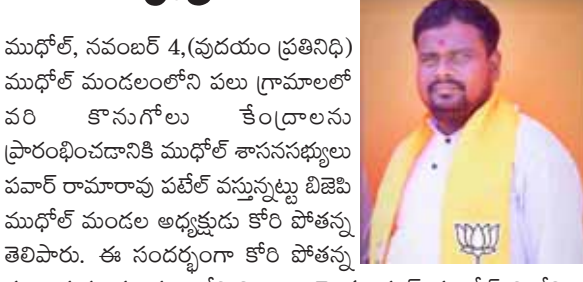 ముధోల్, నవంబర్ 4,(వుదయం ప్రతినిధి)
ముధోల్ మండలంలోని పలు గ్రామాలలో
వరి కొనుగోలు కేంద్రాలను
ప్రారంభించడానికి ముధోల్ శాసనసభ్యులు
పవార్ రామారావు పటేల్ వస్తున్నట్టు బిజెపి
ముధోల్ మండల అధ్యక్షుడు కోరి పోతన్న
తెలిపారు. ఈ సందర్భంగా కోరి పోతన్న